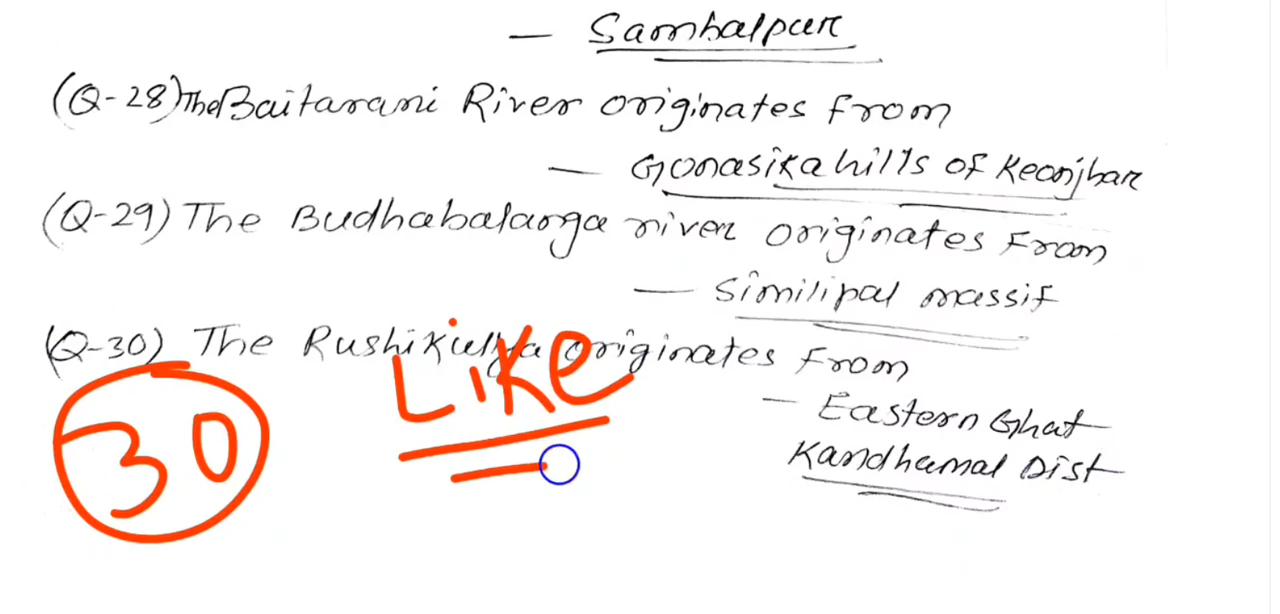 — Sambalpur
(Q-28) The Baitarani River originates from
— Gonasika hills of Keonjhar
(Q-29) The Budhabalanga river originates From
— Similipal massif
(Q-30) The Rushikulya originates From
— Eastern Ghat
Kandhamal Dist
LIKe
30